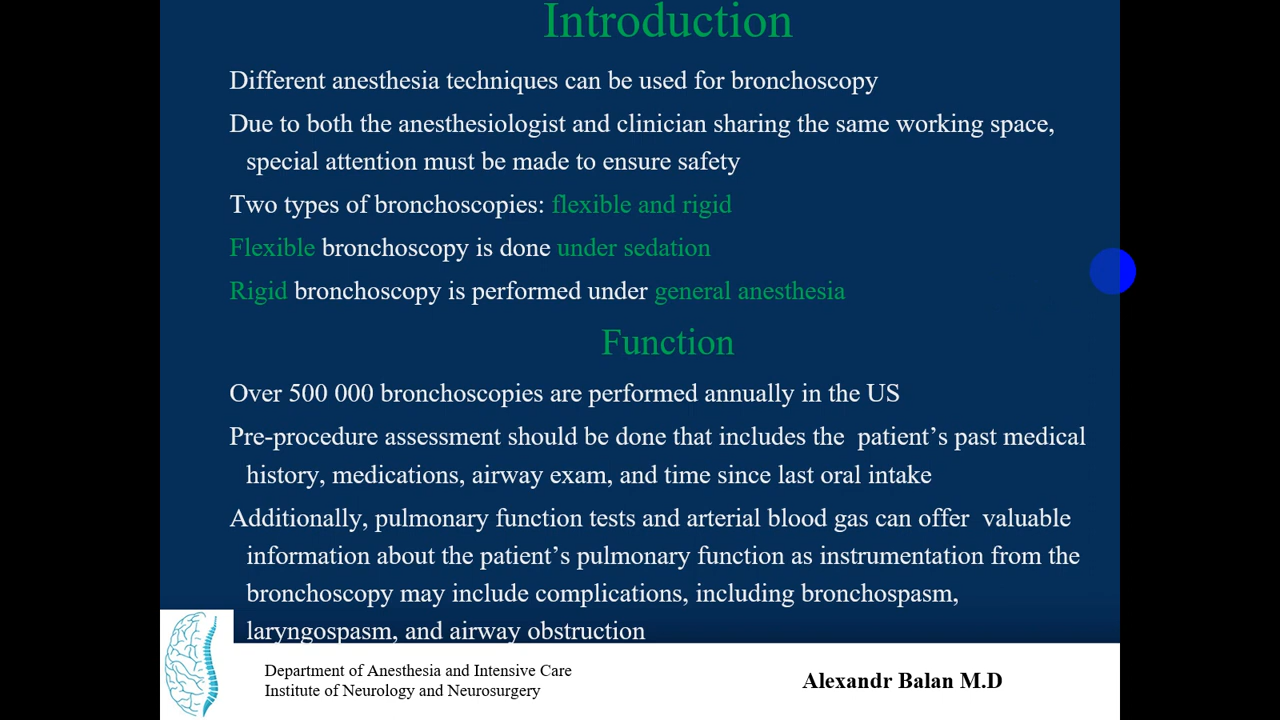 Introduction
Different anesthesia techniques can be used for bronchoscopy
Due to both the anesthesiologist and clinician sharing the same working space,
special attention must be made to ensure safety
Two types of bronchoscopies: flexible and rigid
Flexible bronchoscopy is done under sedation
Rigid bronchoscopy is performed under general anesthesia
Function
Over 500 000 bronchoscopies are performed annually in the US
Pre-procedure assessment should be done that includes the patient’s past medical
history, medications, airway exam, and time since last oral intake
Additionally, pulmonary function tests and arterial blood gas can offer valuable
information about the patient’s pulmonary function as instrumentation from the
bronchoscopy may include complications, including bronchospasm,
laryngospasm, and airway obstruction
Department of Anesthesia and Intensive Care
Institute of Neurology and Neurosurgery
Alexandr Balan M.D